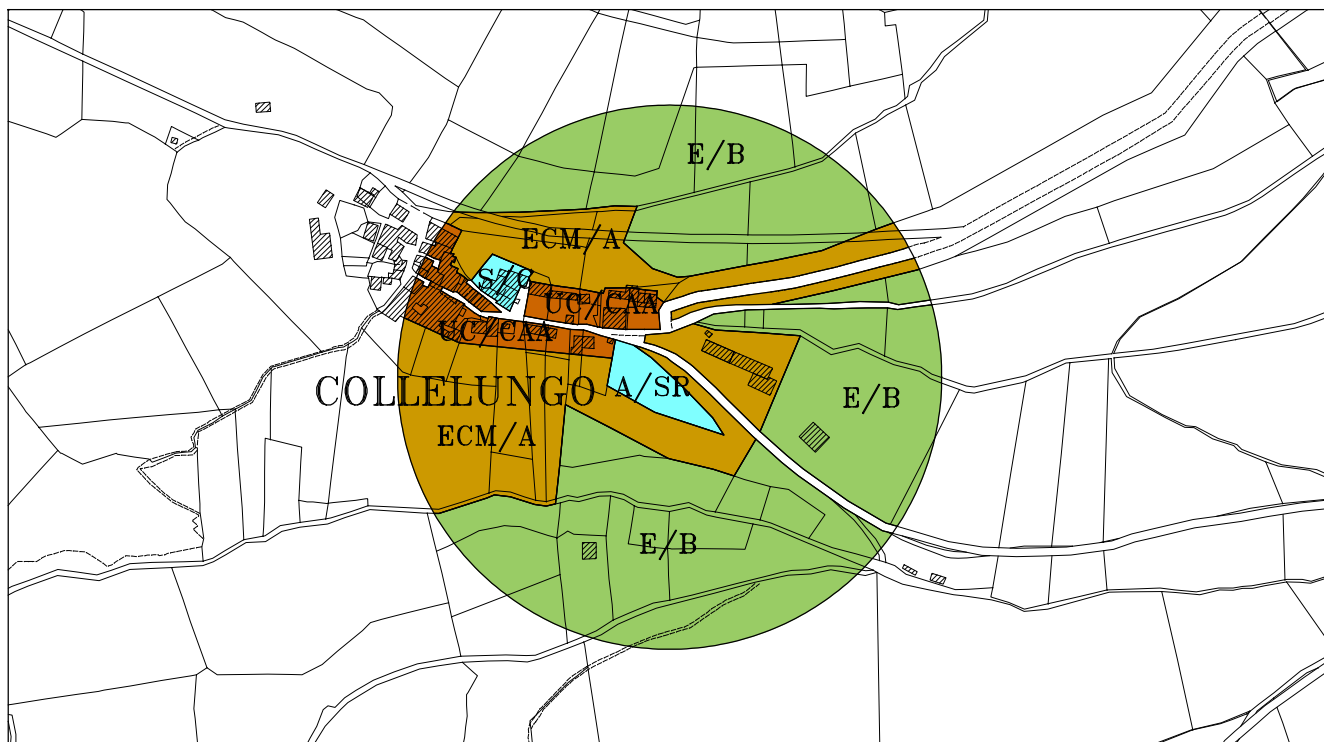 E/B
ECM/A
S/C
UC/CAA
UC/CAA
COLLELUNGO
A/SR
E/B
ECM/A
E/B